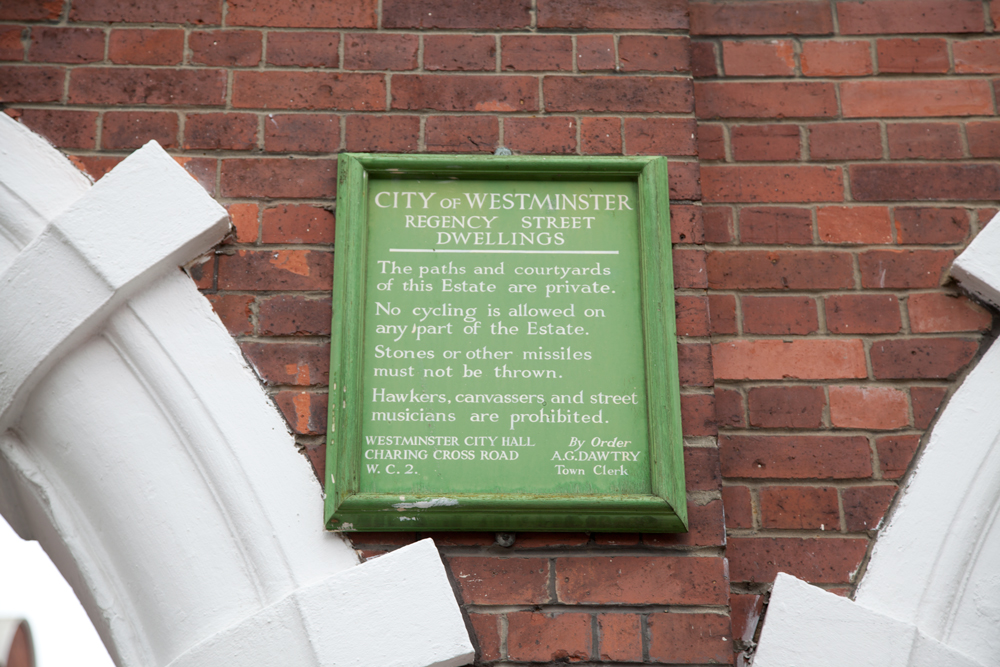 CITY OF WESTMINSTER
REGENCY STREET
DWELLINGS
The paths and courtyards
of this Estate are private.
No cycling is allowed on
any part of the Estate.
Stones or other missiles
must not be thrown.
Hawkers, canvassers and street
musicians are prohibited.
WESTMINSTER CITY HALL
CHARING CROSS ROAD
W.C.2.
By Order
A.G.DAWTRY
Town Clerk